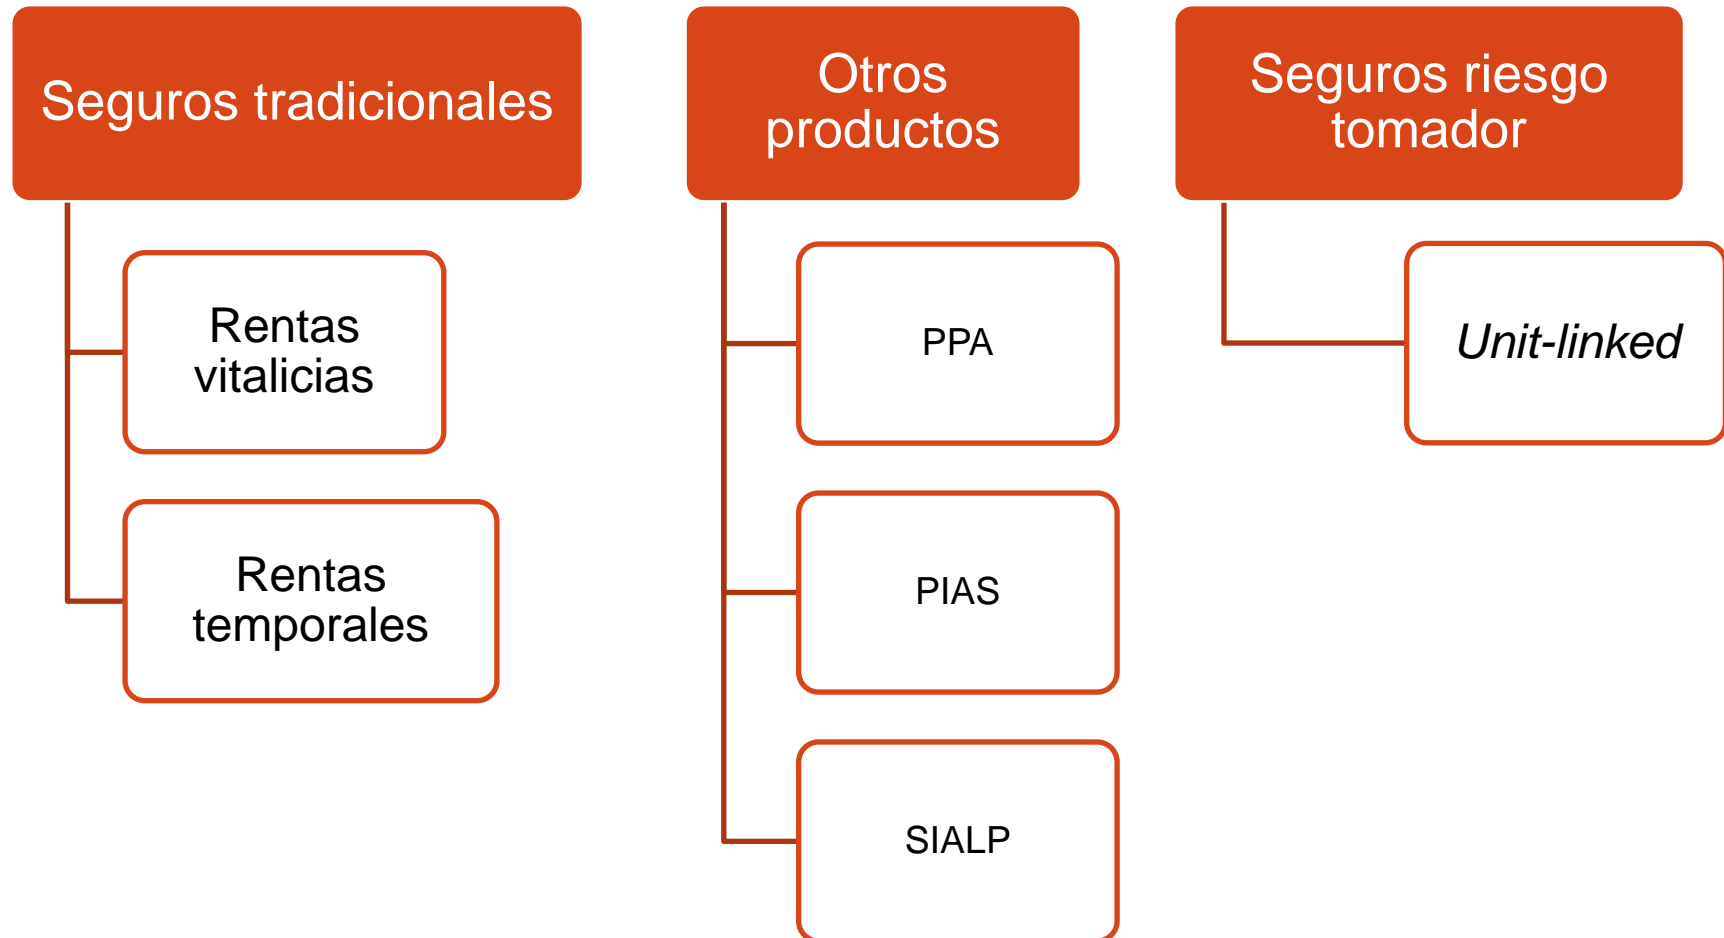 Seguros tradicionales
Rentas
vitalicias
Rentas
temporales
Otros
productos
PPA
PIAS
SIALP
Seguros riesgo
tomador
Unit-linked